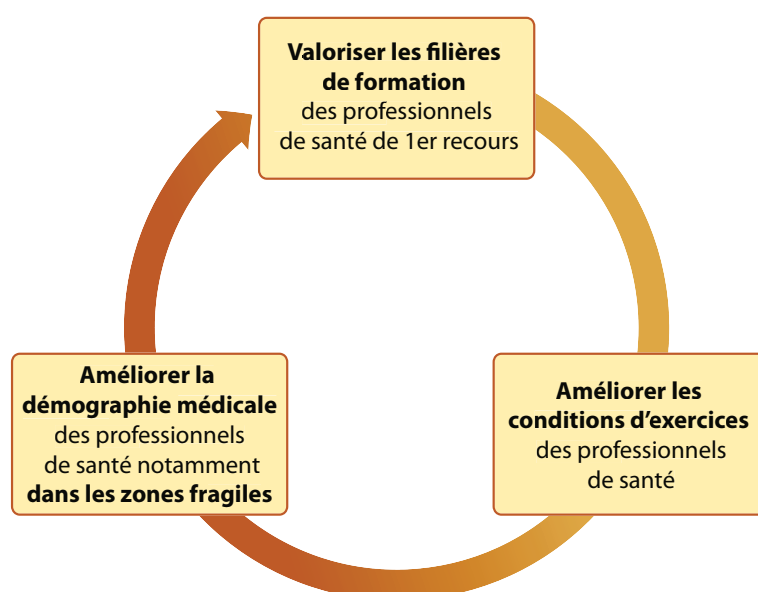 Valoriser les filières
de formation
des professionnels
de santé de 1er recours
Améliorer la
démographie médicale
des professionnels
de santé notamment
dans les zones fragiles
Améliorer les
conditions d’exercices
des professionnels
de santé